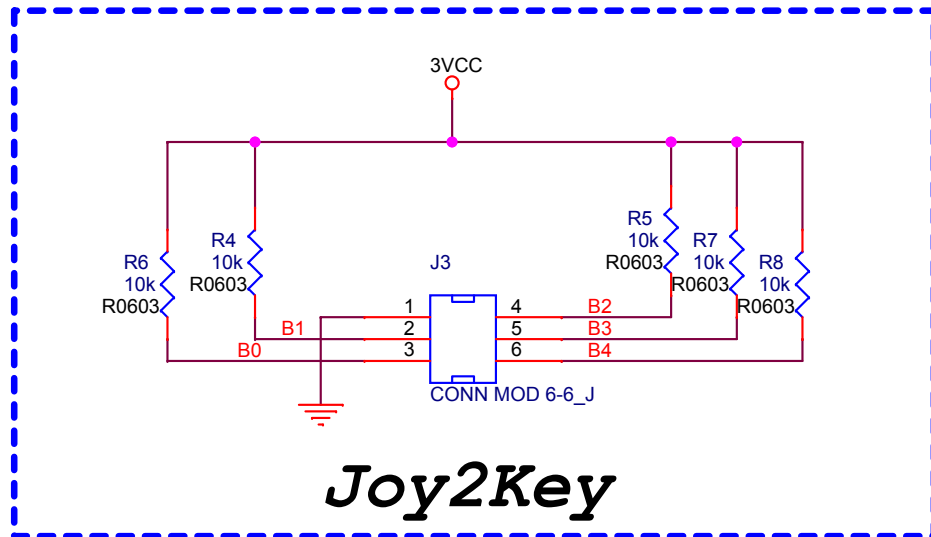 3VCC
R6
10k
R0603
R4
10k
R0603
J3
R5
10k
R0603
R7
10k
R8
10k
R0603
1
2
3
4
5
6
B1
B0
B2
B3
B4
CONN MOD 6-6_J
Joy2Key